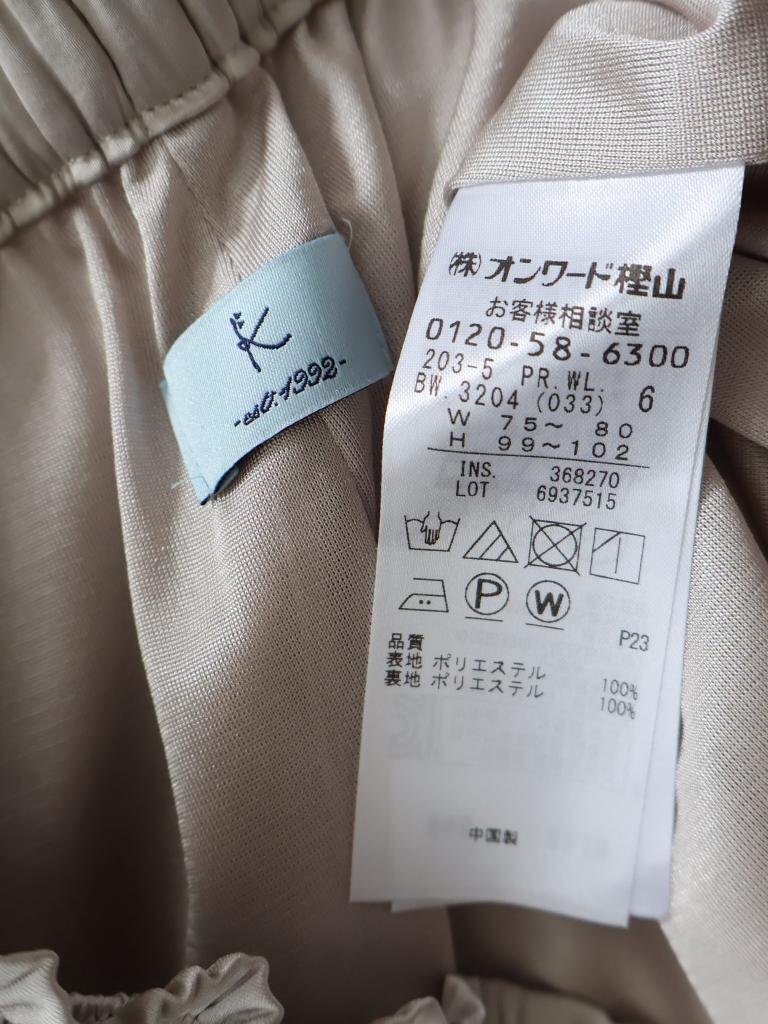 K
-est.1992-
(株)オンワード樫山
お客様相談室
0120-58-6300
203-5 PR.WL. 6
BW.3204 (033)
W 75～ 80
H 99～102
INS. 368270
LOT 6937515
P W
P23
品質
表地 ポリエステル 100%
裏地 ポリエステル 100%
中国製